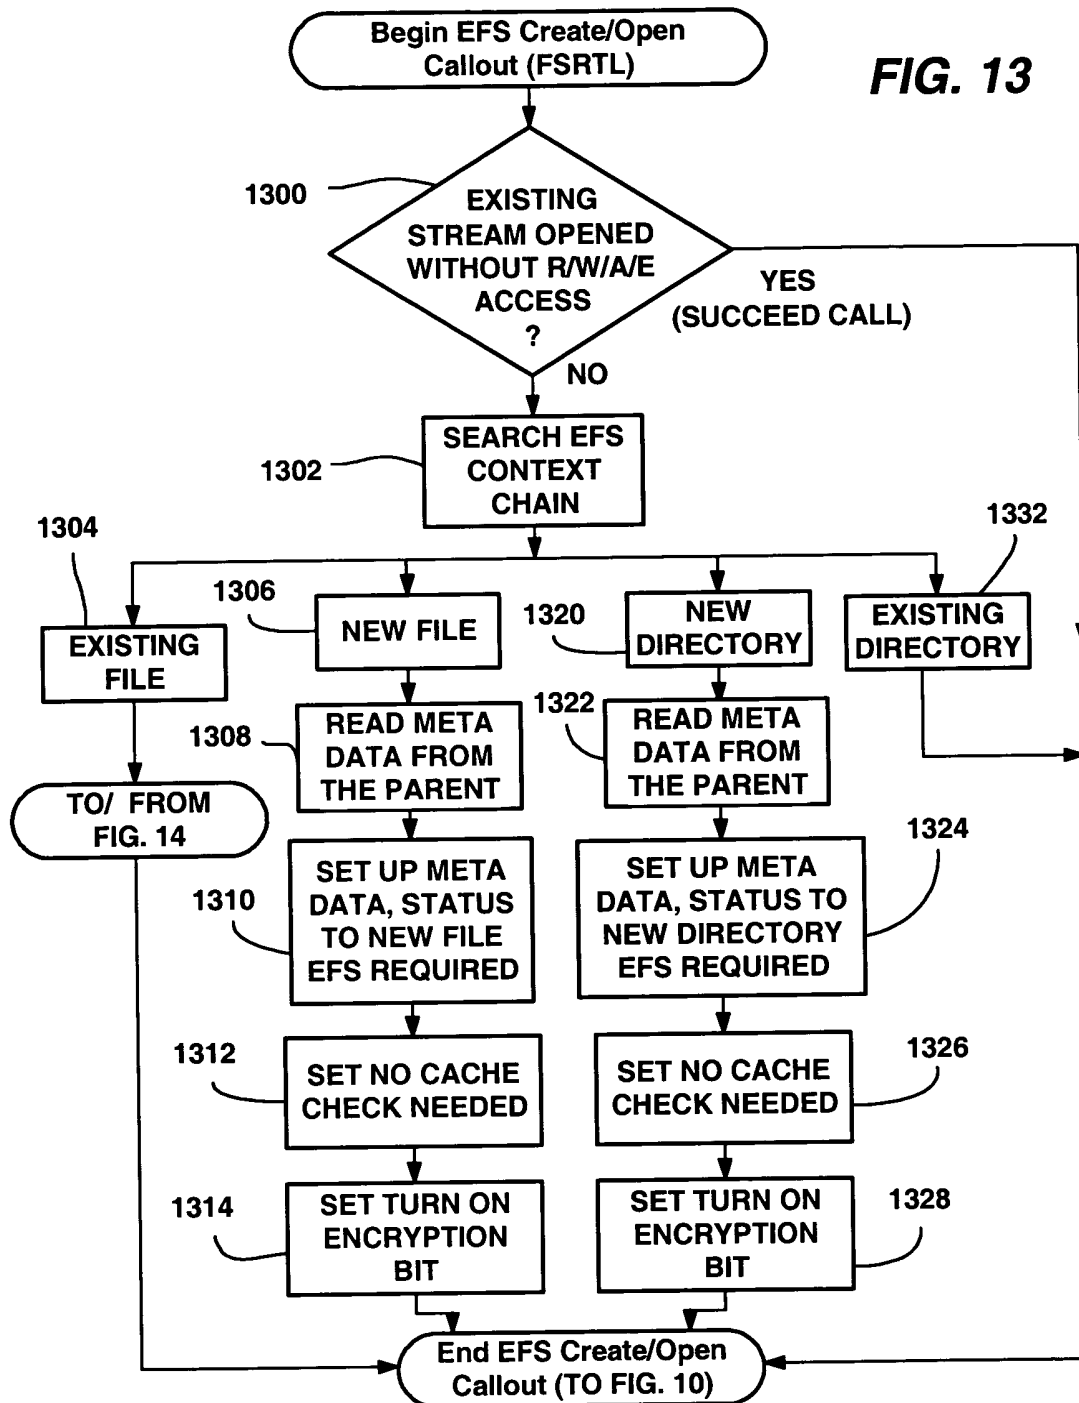 Begin EFS Create/Open
Callout (FSRTL)
FIG. 13
1300
EXISTING
STREAM OPENED
WITHOUT R/W/A/E
ACCESS
?
YES
(SUCCEED CALL)
NO
1302
SEARCH EFS
CONTEXT
CHAIN
1304
EXISTING
FILE
1306
NEW FILE
1320
NEW
DIRECTORY
1332
EXISTING
DIRECTORY
TO/ FROM
FIG. 14
1308
READ META
DATA FROM
THE PARENT
1322
READ META
DATA FROM
THE PARENT
1310
SET UP META
DATA, STATUS
TO NEW FILE
EFS REQUIRED
1324
SET UP META
DATA, STATUS TO
NEW DIRECTORY
EFS REQUIRED
1312
SET NO CACHE
CHECK NEEDED
1326
SET NO CACHE
CHECK NEEDED
1314
SET TURN ON
ENCRYPTION
BIT
1328
SET TURN ON
ENCRYPTION
BIT
End EFS Create/Open
Callout (TO FIG. 10)